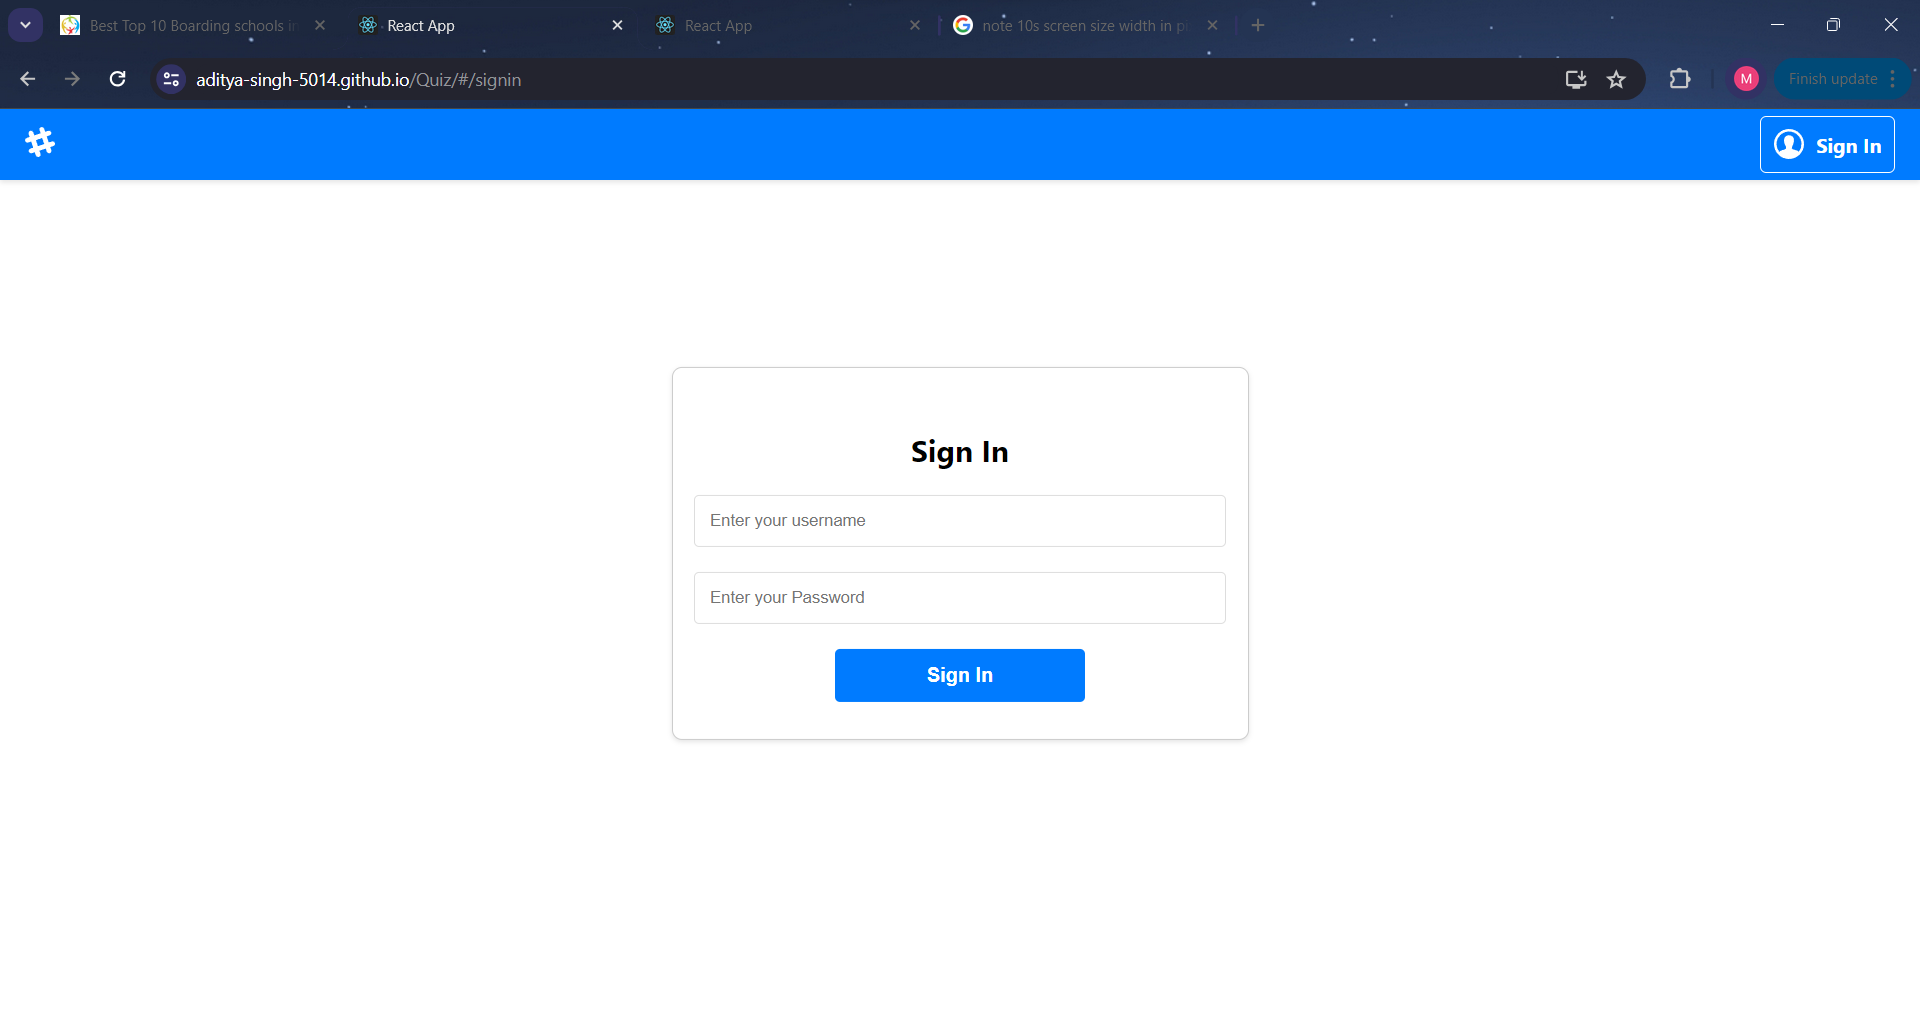 Best Top 10 Boarding schools in
React App
React App
note 10s screen size width in pi
aditya-singh-5014.github.io/Quiz/#/signin
M
Finish update
Sign In
Sign In
Enter your username
Enter your Password
Sign In